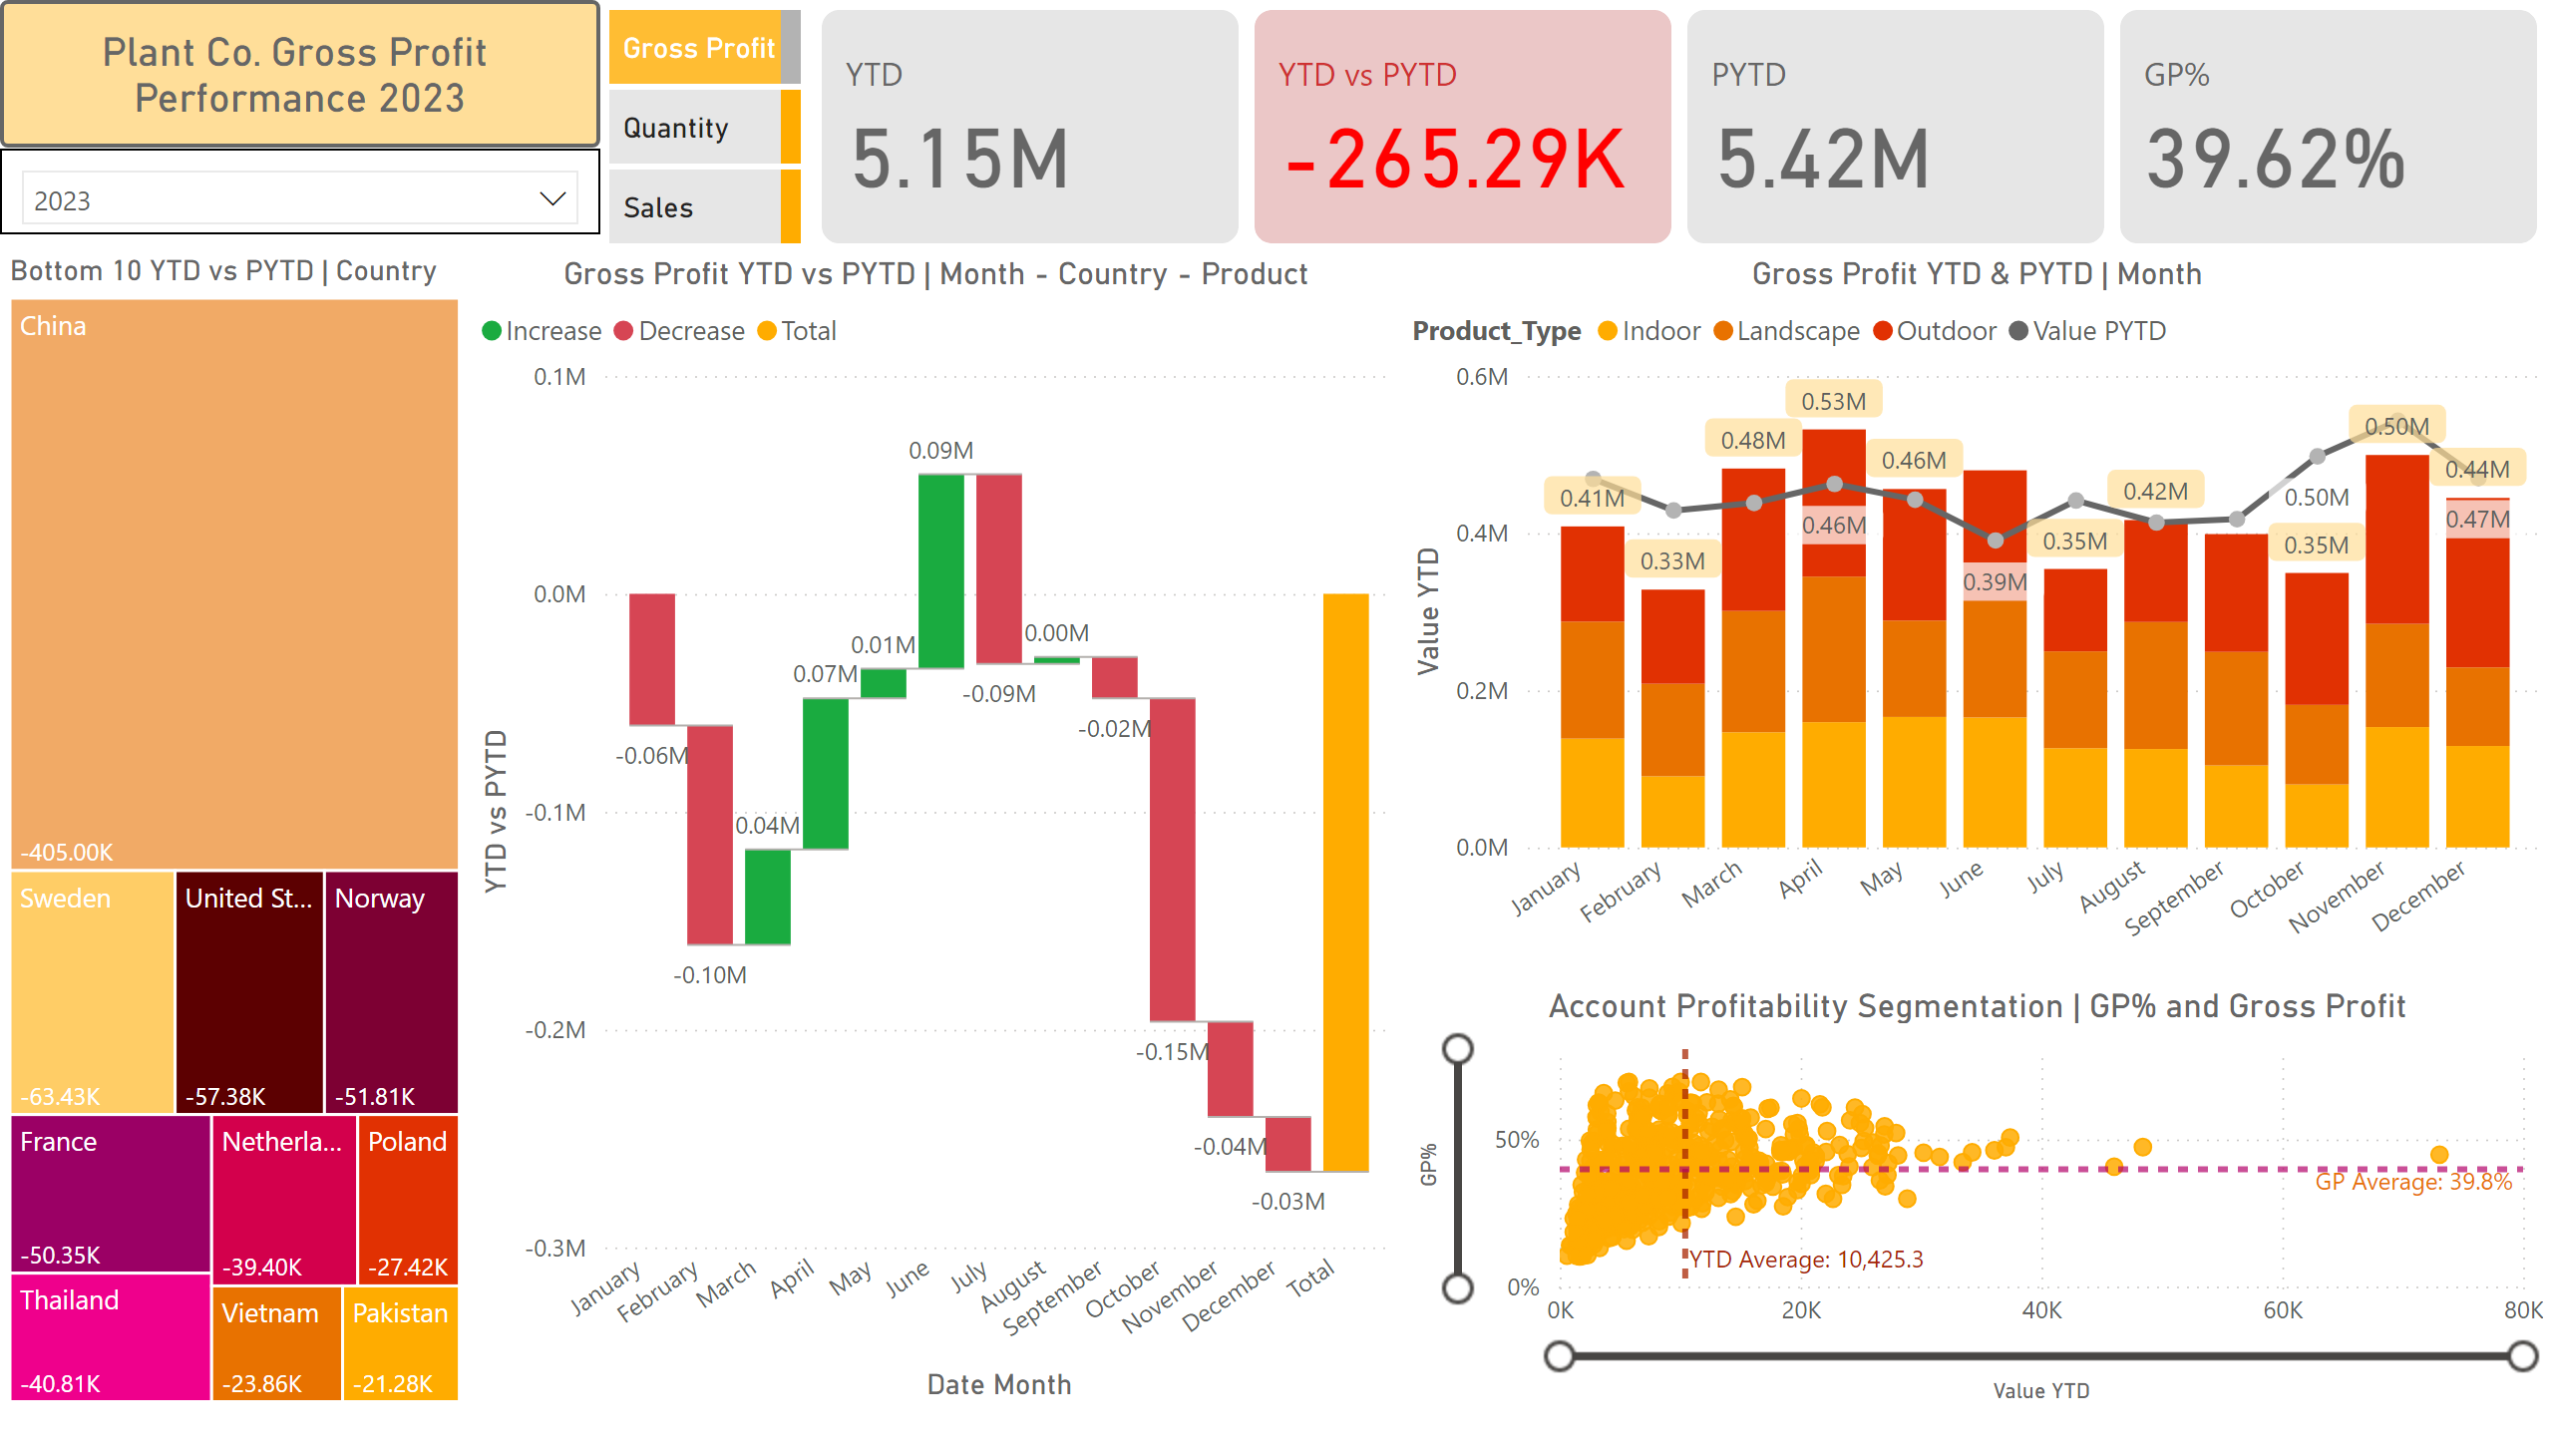 Plant Co. Gross Profit
Performance 2023
2023
Gross Profit
Quantity
Sales
YTD
5.15M
YTD vs PYTD
-265.29K
PYTD
5.42M
GP%
39.62%
Bottom 10 YTD vs PYTD | Country
China
-405.00K
Sweden
-63.43K
United St...
-57.38K
Norway
-51.81K
France
-50.35K
Netherla...
-39.40K
Poland
-27.42K
Thailand
-40.81K
Vietnam
-23.86K
Pakistan
-21.28K
Gross Profit YTD vs PYTD | Month - Country - Product
Increase Decrease Total
YTD vs PYTD
0.1M
0.0M
-0.1M
-0.2M
-0.3M
-0.06M
-0.10M
0.04M
0.07M
0.01M
0.09M
-0.09M
0.00M
-0.02M
-0.15M
-0.04M
-0.03M
January
February
March
April
May
June
July
August
September
October
November
December
Total
Date Month
Gross Profit YTD & PYTD | Month
Product_Type Indoor Landscape Outdoor Value PYTD
Value YTD
0.6M
0.4M
0.2M
0.0M
0.41M
0.33M
0.48M
0.53M
0.46M
0.46M
0.39M
0.35M
0.42M
0.50M
0.35M
0.50M
0.44M
0.47M
January
February
March
April
May
June
July
August
September
October
November
December
Account Profitability Segmentation | GP% and Gross Profit
GP%
50%
0%
GP Average: 39.8%
YTD Average: 10,425.3
0K
20K
40K
60K
80K
Value YTD